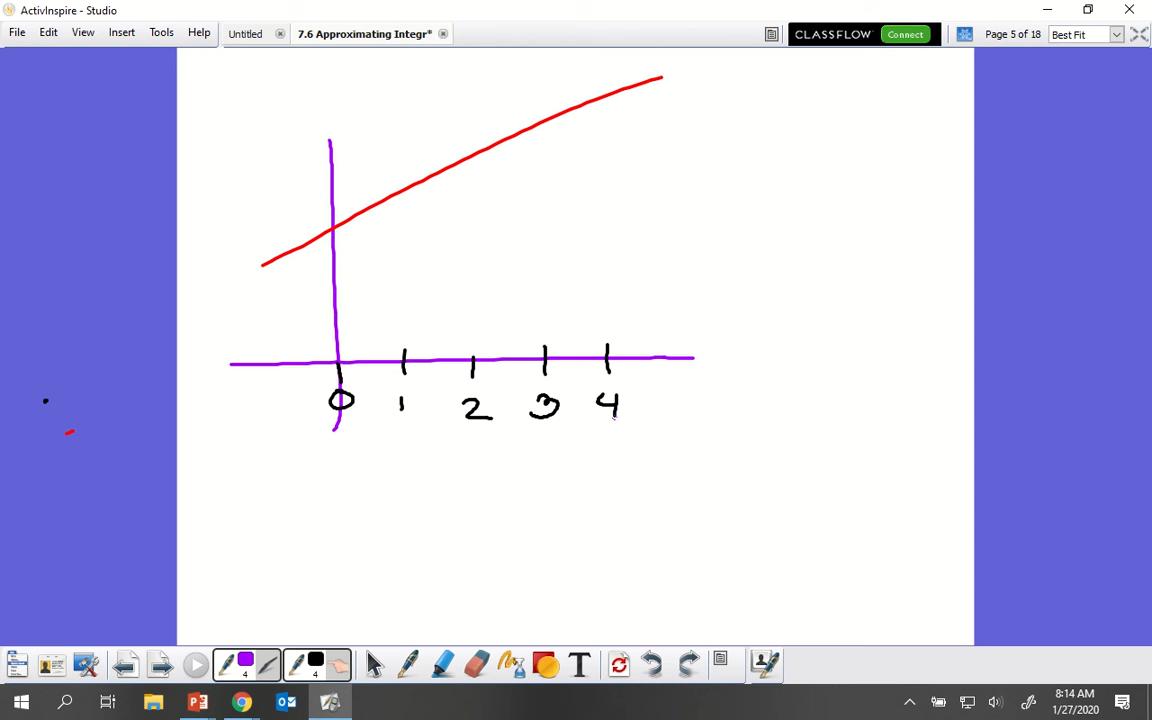 ActivInspire - Studio
File Edit View Insert Tools Help Untitled 7.6 Approximating Integr* CLASSFLOW Connect Page 5 of 18 Best Fit
0 1 2 3 4
4 4 T
8:14 AM
1/27/2020